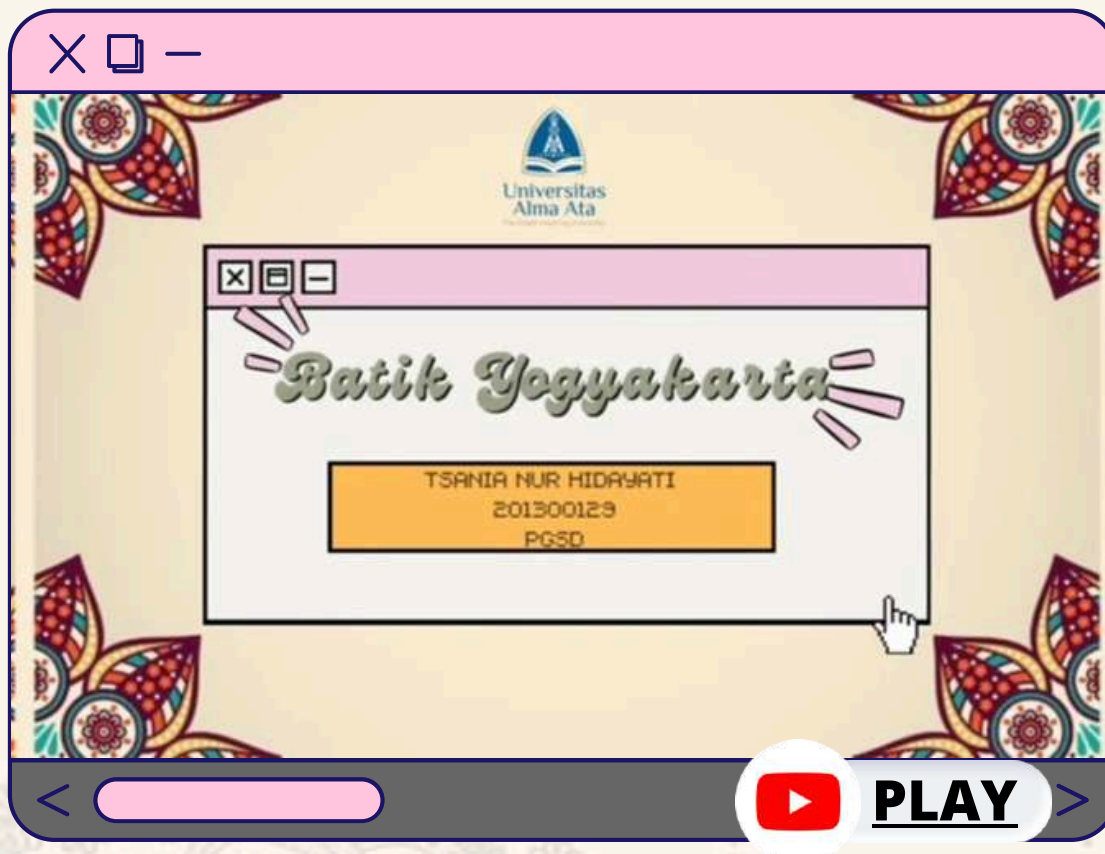 Universitas
Alma Ata
Batik Yogyakarta
TSANIA NUR HIDAYATI
201300129
PGSD
PLAY